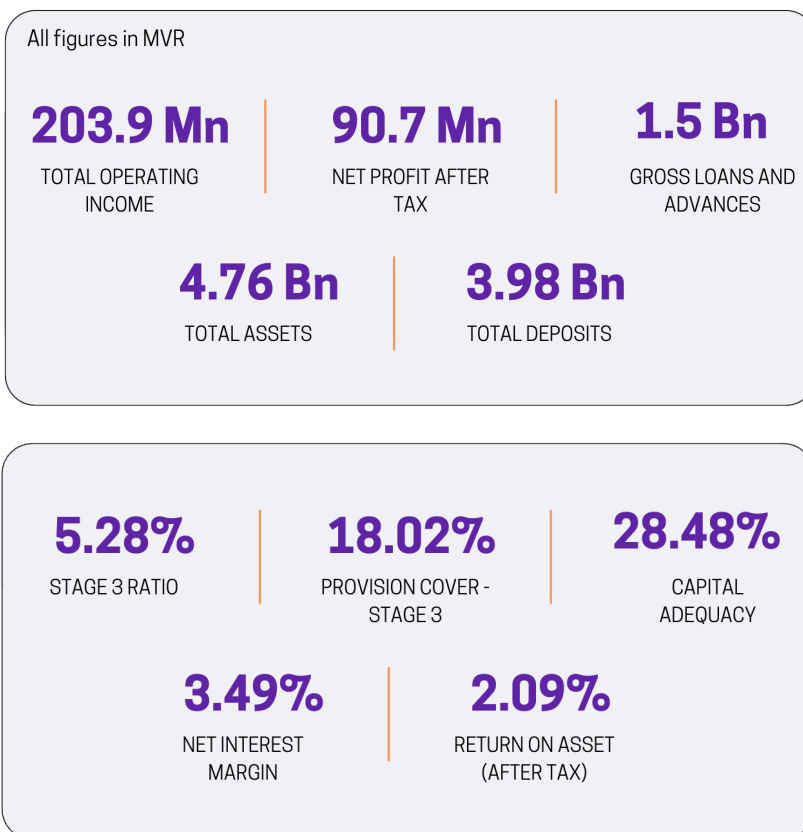 All figures in MVR
203.9 Mn
TOTAL OPERATING
INCOME
90.7 Mn
NET PROFIT AFTER
TAX
1.5 Bn
GROSS LOANS AND
ADVANCES
4.76 Bn
TOTAL ASSETS
3.98 Bn
TOTAL DEPOSITS
5.28%
STAGE 3 RATIO
18.02%
PROVISION COVER -
STAGE 3
28.48%
CAPITAL
ADEQUACY
3.49%
NET INTEREST
MARGIN
2.09%
RETURN ON ASSET
(AFTER TAX)